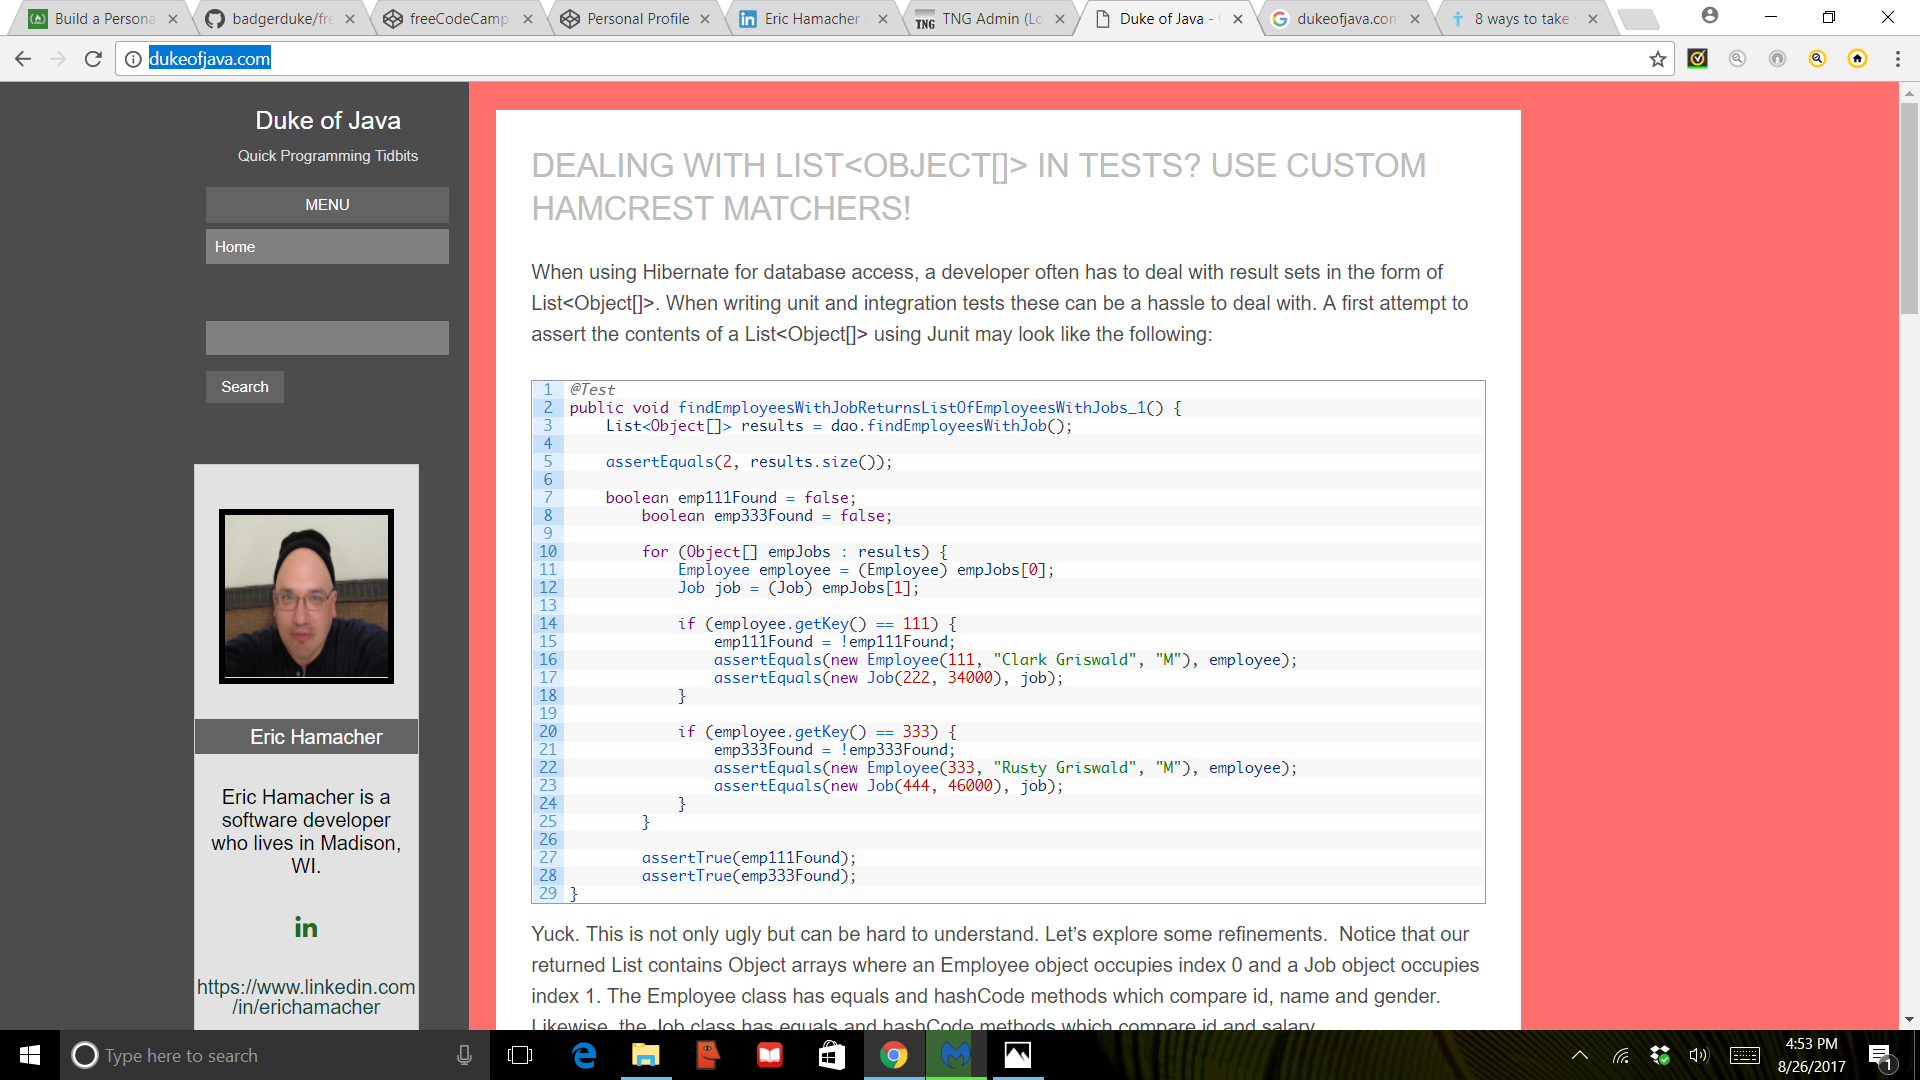 Build a Persona
badgerduke/fre
freeCodeCamp
Personal Profile
Eric Hamacher
TNG Admin (Lo
Duke of Java -
dukeofjava.com
8 ways to take
dukeofjava.com
Duke of Java
Quick Programming Tidbits
MENU
Home
Search
Eric Hamacher
Eric Hamacher is a
software developer
who lives in Madison,
WI.
in
https://www.linkedin.com
/in/erichamacher
DEALING WITH LIST<OBJECT[]> IN TESTS? USE CUSTOM
HAMCREST MATCHERS!
When using Hibernate for database access, a developer often has to deal with result sets in the form of
List<Object[]>. When writing unit and integration tests these can be a hassle to deal with. A first attempt to
assert the contents of a List<Object[]> using Junit may look like the following:
1 @Test
2 public void findEmployeesWithJobReturnsListOfEmployeesWithJobs_1() {
3 List<Object[]> results = dao.findEmployeesWithJob();
4
5 assertEquals(2, results.size());
6
7 boolean emp111Found = false;
8 boolean emp333Found = false;
9
10 for (Object[] empJobs : results) {
11 Employee employee = (Employee) empJobs[0];
12 Job job = (Job) empJobs[1];
13
14 if (employee.getKey() == 111) {
15 emp111Found = !emp111Found;
16 assertEquals(new Employee(111, "Clark Griswald", "M"), employee);
17 assertEquals(new Job(222, 34000), job);
18 }
19
20 if (employee.getKey() == 333) {
21 emp333Found = !emp333Found;
22 assertEquals(new Employee(333, "Rusty Griswald", "M"), employee);
23 assertEquals(new Job(444, 46000), job);
24 }
25 }
26
27 assertTrue(emp111Found);
28 assertTrue(emp333Found);
29 }
Yuck. This is not only ugly but can be hard to understand. Let’s explore some refinements.  Notice that our
returned List contains Object arrays where an Employee object occupies index 0 and a Job object occupies
index 1. The Employee class has equals and hashCode methods which compare id, name and gender.
Likewise, the Job class has equals and hashCode methods which compare id and salary.
Type here to search
4:53 PM
8/26/2017
1